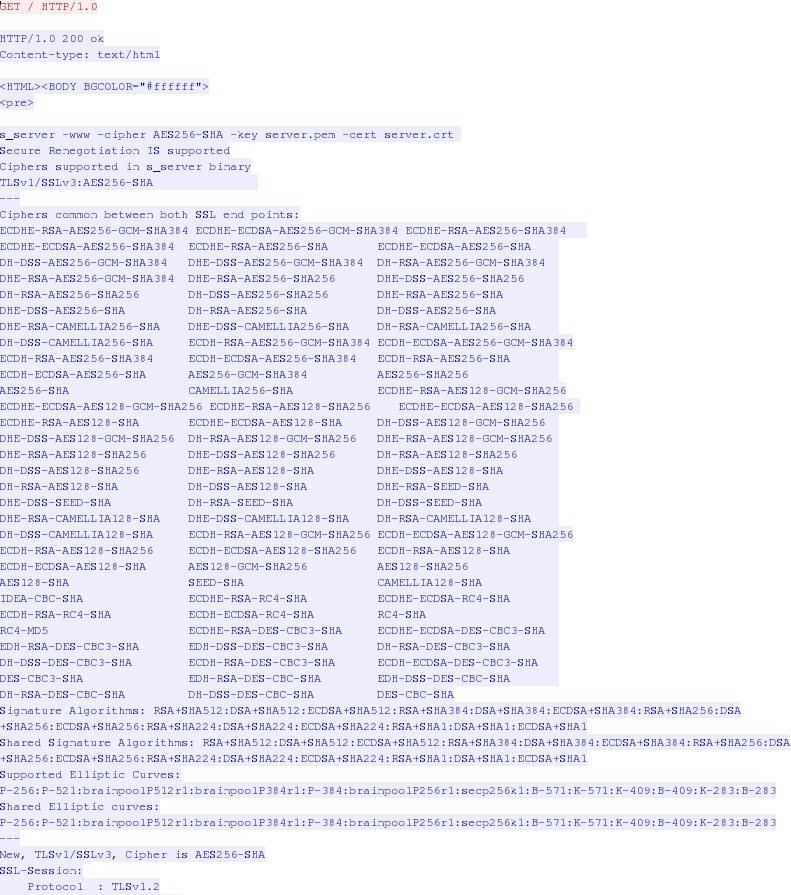 GET / HTTP/1.0
HTTP/1.0 200 ok
Content-type: text/html
<HTML><BODY BGCOLOR="#ffffff">
<pre>
s_server -www -cipher AES256-SHA -key server.pem -cert server.crt
Secure Renegotiation IS supported
Ciphers supported in s_server binary
TLSv1/SSLv3:AES256-SHA
---
Ciphers common between both SSL end points:
ECDHE-RSA-AES256-GCM-SHA384 ECDHE-ECDSA-AES256-GCM-SHA384 ECDHE-RSA-AES256-SHA384
ECDHE-ECDSA-AES256-SHA384 ECDHE-RSA-AES256-SHA ECDHE-ECDSA-AES256-SHA
DH-DSS-AES256-GCM-SHA384 DHE-DSS-AES256-GCM-SHA384 DH-RSA-AES256-GCM-SHA384
DHE-RSA-AES256-GCM-SHA384 DHE-RSA-AES256-SHA256 DHE-DSS-AES256-SHA256
DH-RSA-AES256-SHA256 DH-DSS-AES256-SHA256 DHE-RSA-AES256-SHA
DHE-DSS-AES256-SHA DH-RSA-AES256-SHA DH-DSS-AES256-SHA
DHE-RSA-CAMELLIA256-SHA DHE-DSS-CAMELLIA256-SHA DH-RSA-CAMELLIA256-SHA
DH-DSS-CAMELLIA256-SHA ECDH-RSA-AES256-GCM-SHA384 ECDH-ECDSA-AES256-GCM-SHA384
ECDH-RSA-AES256-SHA384 ECDH-ECDSA-AES256-SHA384 ECDH-RSA-AES256-SHA
ECDH-ECDSA-AES256-SHA AES256-GCM-SHA384 AES256-SHA256
AES256-SHA CAMELLIA256-SHA ECDHE-RSA-AES128-GCM-SHA256
ECDHE-ECDSA-AES128-GCM-SHA256 ECDHE-RSA-AES128-SHA256 ECDHE-ECDSA-AES128-SHA256
ECDHE-RSA-AES128-SHA ECDHE-ECDSA-AES128-SHA DH-DSS-AES128-GCM-SHA256
DHE-DSS-AES128-GCM-SHA256 DH-RSA-AES128-GCM-SHA256 DHE-RSA-AES128-GCM-SHA256
DHE-RSA-AES128-SHA256 DHE-DSS-AES128-SHA256 DH-RSA-AES128-SHA256
DH-DSS-AES128-SHA256 DHE-RSA-AES128-SHA DHE-DSS-AES128-SHA
DH-RSA-AES128-SHA DH-DSS-AES128-SHA DHE-RSA-SEED-SHA
DHE-DSS-SEED-SHA DH-RSA-SEED-SHA DH-DSS-SEED-SHA
DHE-RSA-CAMELLIA128-SHA DHE-DSS-CAMELLIA128-SHA DH-RSA-CAMELLIA128-SHA
DH-DSS-CAMELLIA128-SHA ECDH-RSA-AES128-GCM-SHA256 ECDH-ECDSA-AES128-GCM-SHA256
ECDH-RSA-AES128-SHA256 ECDH-ECDSA-AES128-SHA256 ECDH-RSA-AES128-SHA
ECDH-ECDSA-AES128-SHA AES128-GCM-SHA256 AES128-SHA256
AES128-SHA SEED-SHA CAMELLIA128-SHA
IDEA-CBC-SHA ECDHE-RSA-RC4-SHA ECDHE-ECDSA-RC4-SHA
ECDH-RSA-RC4-SHA ECDH-ECDSA-RC4-SHA RC4-SHA
RC4-MD5 ECDHE-RSA-DES-CBC3-SHA ECDHE-ECDSA-DES-CBC3-SHA
EDH-RSA-DES-CBC3-SHA EDH-DSS-DES-CBC3-SHA DH-RSA-DES-CBC3-SHA
DH-DSS-DES-CBC3-SHA ECDH-RSA-DES-CBC3-SHA ECDH-ECDSA-DES-CBC3-SHA
DES-CBC3-SHA EDH-RSA-DES-CBC-SHA EDH-DSS-DES-CBC-SHA
DH-RSA-DES-CBC-SHA DH-DSS-DES-CBC-SHA DES-CBC-SHA
Signature Algorithms: RSA+SHA512:DSA+SHA512:ECDSA+SHA512:RSA+SHA384:DSA+SHA384:ECDSA+SHA384:RSA+SHA256:DSA
+SHA256:ECDSA+SHA256:RSA+SHA224:DSA+SHA224:ECDSA+SHA224:RSA+SHA1:DSA+SHA1:ECDSA+SHA1
Shared Signature Algorithms: RSA+SHA512:DSA+SHA512:ECDSA+SHA512:RSA+SHA384:DSA+SHA384:ECDSA+SHA384:RSA+SHA256:DSA
+SHA256:ECDSA+SHA256:RSA+SHA224:DSA+SHA224:ECDSA+SHA224:RSA+SHA1:DSA+SHA1:ECDSA+SHA1
Supported Elliptic Curves:
P-256:P-521:brainpoolP512r1:brainpoolP384r1:P-384:brainpoolP256r1:secp256k1:B-571:K-571:K-409:B-409:K-283:B-283
Shared Elliptic curves:
P-256:P-521:brainpoolP512r1:brainpoolP384r1:P-384:brainpoolP256r1:secp256k1:B-571:K-571:K-409:B-409:K-283:B-283
---
New, TLSv1/SSLv3, Cipher is AES256-SHA
SSL-Session:
Protocol : TLSv1.2